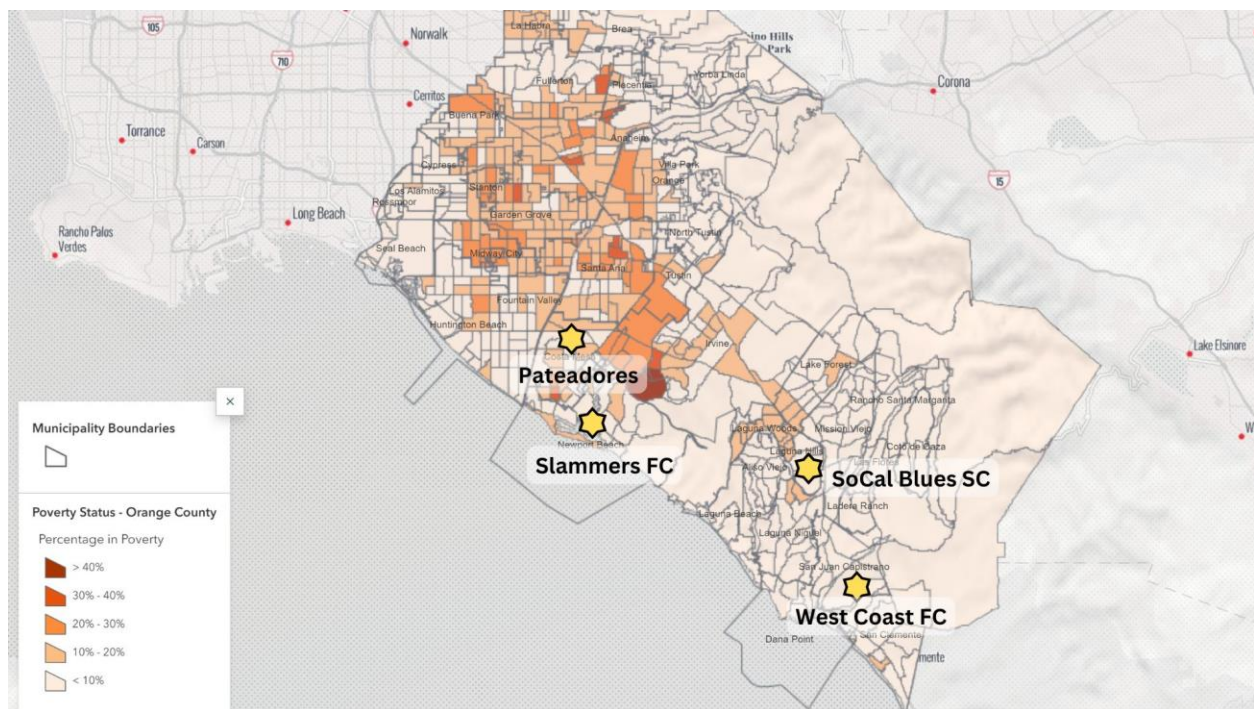 La Habra
Brea
ino Hills
Park
105
Norwalk
710
Fullerton
Placentia
Yorba Linda
Corona
Cerritos
Buena Park
Anaheim
Torrance
Carson
Cypress
Villa Park
Orange
15
Los Alamitos
Rossmoor
Stanton
Long Beach
Garden Grove
North Tustin
Rancho Palos
Verdes
Seal Beach
Midway City
Santa Ana
Tustin
Fountain Valley
Huntington Beach
Irvine
Lake Elsinore
Costa Mesa
Lake Forest
Pateadores
Rancho Santa Margarita
Laguna Woods
Mission Viejo
W
Newport Beach
Laguna Hills
Coto de Caza
Slammers FC
Aliso Viejo
Las Flores
SoCal Blues SC
Laguna Beach
Ladera Ranch
Laguna Niguel
San Juan Capistrano
West Coast FC
Dana Point
San Clemente
mente
×
Municipality Boundaries
Poverty Status - Orange County
Percentage in Poverty
> 40%
30% - 40%
20% - 30%
10% - 20%
< 10%